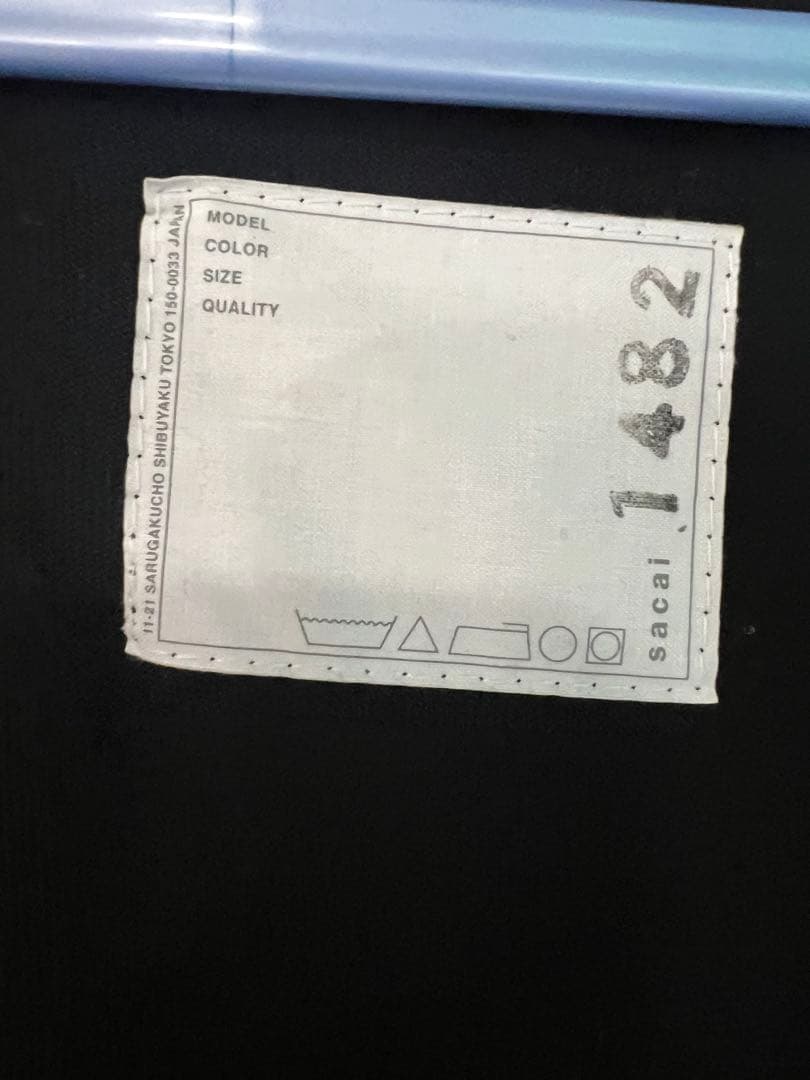 MODEL
COLOR
SIZE
QUALITY
11-21 SARUGAKUCHO SHIBUYAKU TOKYO 150-0033 JAPAN
sacai 1482